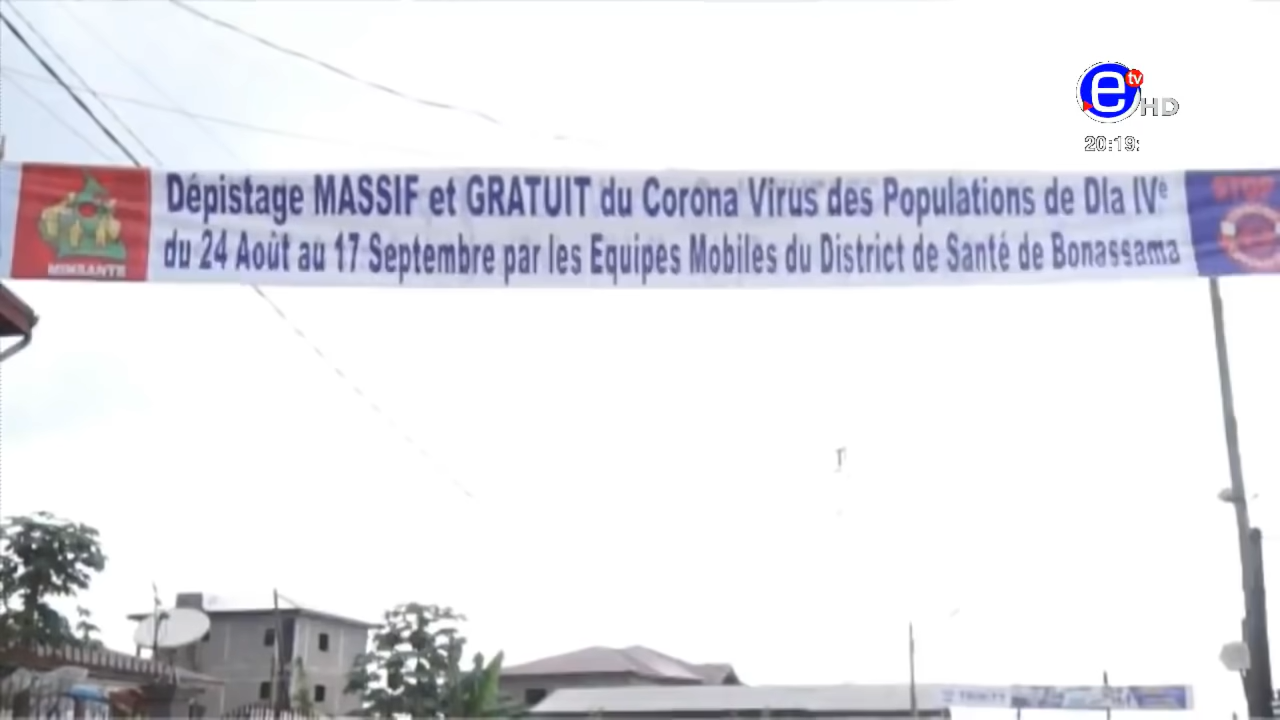 e tv HD
20:19:
Dépistage MASSIF et GRATUIT du Corona Virus des Populations de Dla IVe
du 24 Août au 17 Septembre par les Equipes Mobiles du District de Santé de Bonassama
MINSANTE
STOP